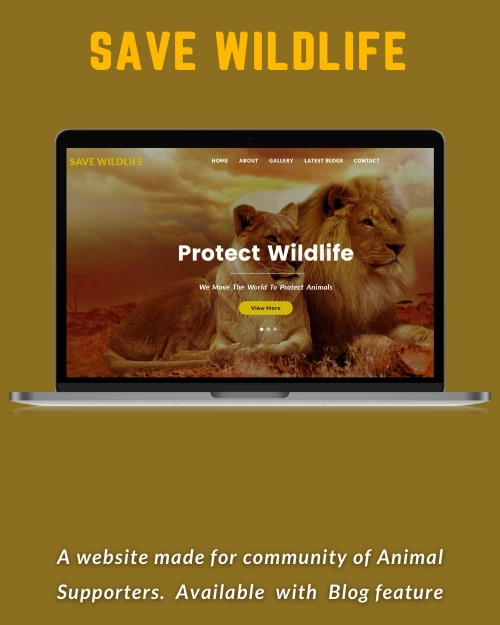 SAVE WILDLIFE
SAVE WILDLIFE
HOME ABOUT GALLERY LATEST BLOGS CONTACT
Protect Wildlife
We Move The World To Protect Animals
View More
A website made for community of Animal
Supporters. Available with Blog feature